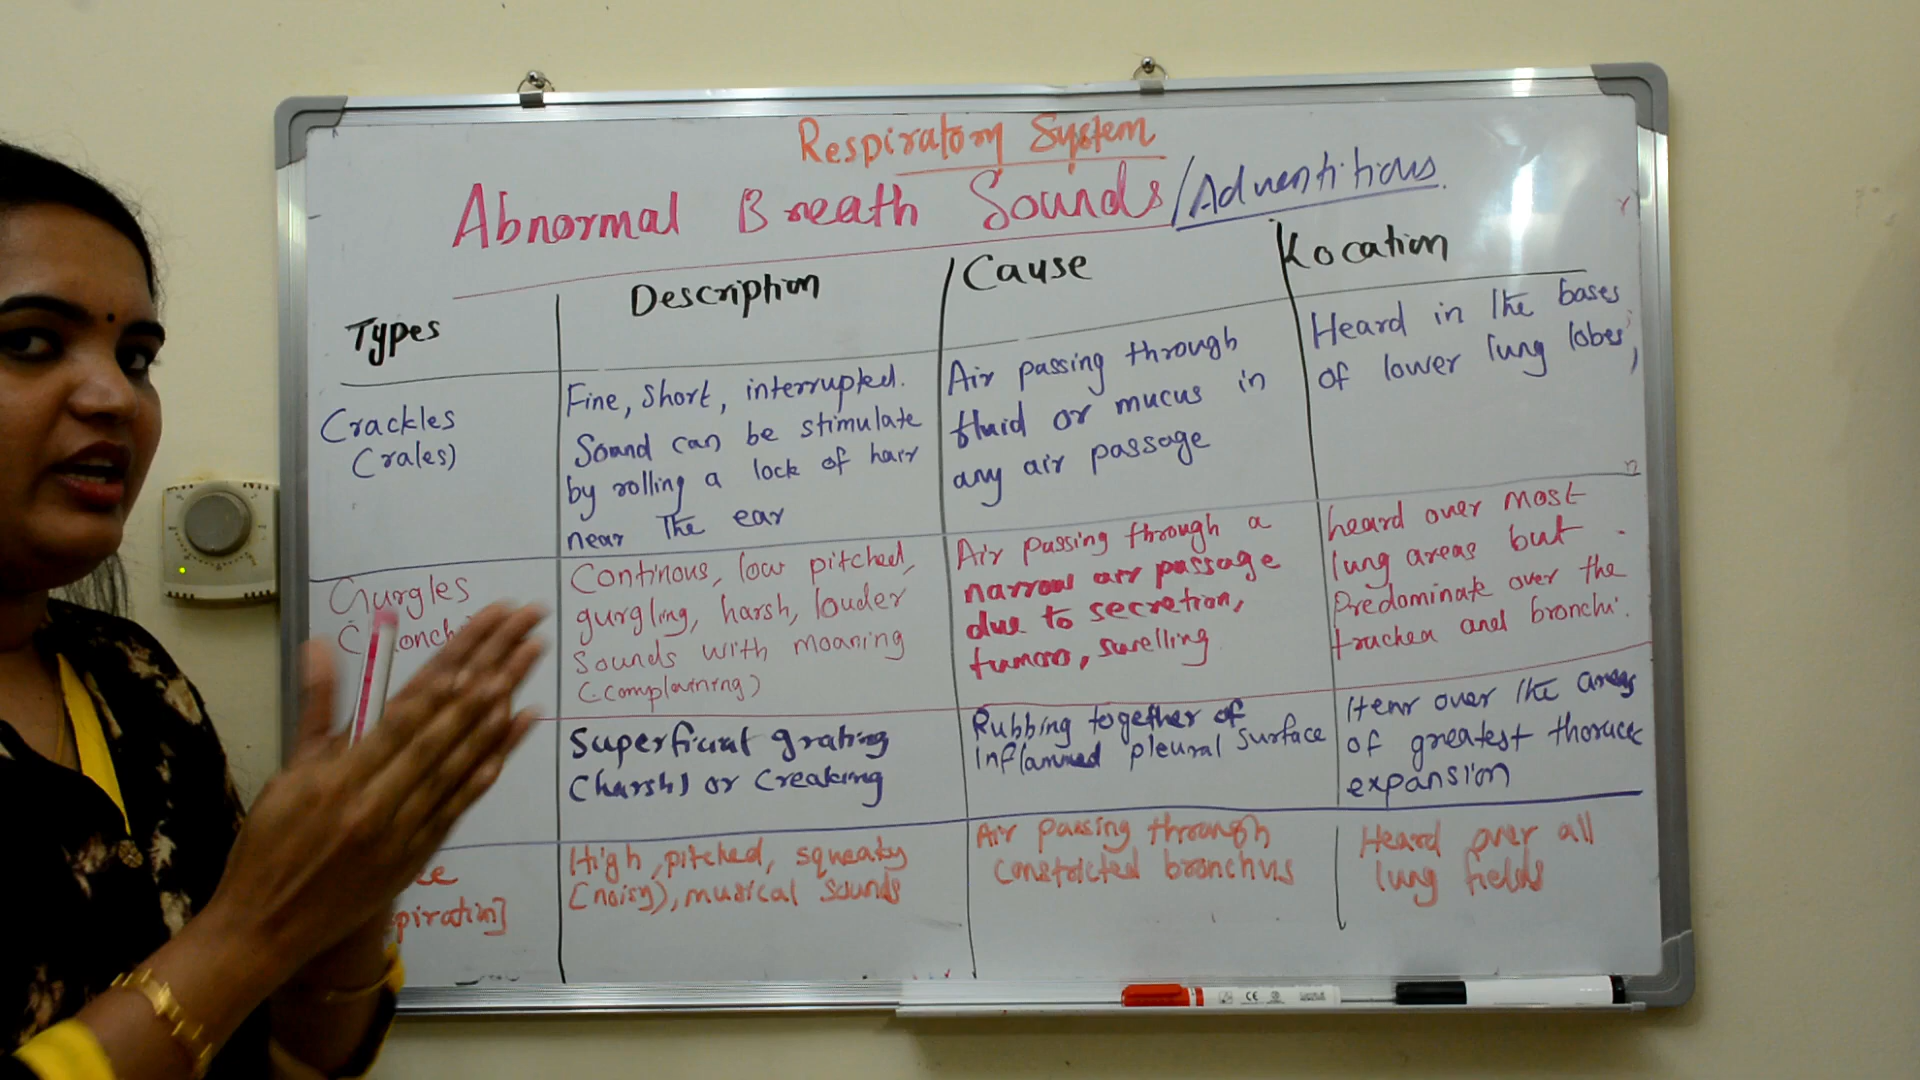 Respiratory System
Abnormal Breath Sounds/Adventitious.
Types
Description
Cause
Location
Crackles
(rales)
Fine, Short, interrupted.
Sound can be stimulate
by rolling a lock of hair
near The ear
Air passing through
fluid or mucus in
any air passage
Heard in the bases
of lower lung lobes,
Gurgles
Continous, low pitched,
gurgling, harsh, louder
Sounds with moaning
(complaining)
Air passing through a
narrow air passage
due to secretion,
tumors, swelling
heard over most
lung areas but
Predominate over the
trachea and bronchi.
Superficial grating
(harsh) or Creaking
Rubbing together of
inflammed pleural surface
Hear over the areas
of greatest thoracic
expansion
High, pitched, squeaky
(noisy), musical sounds
Air passing through
constricted bronchus
Heard over all
lung fields
CE